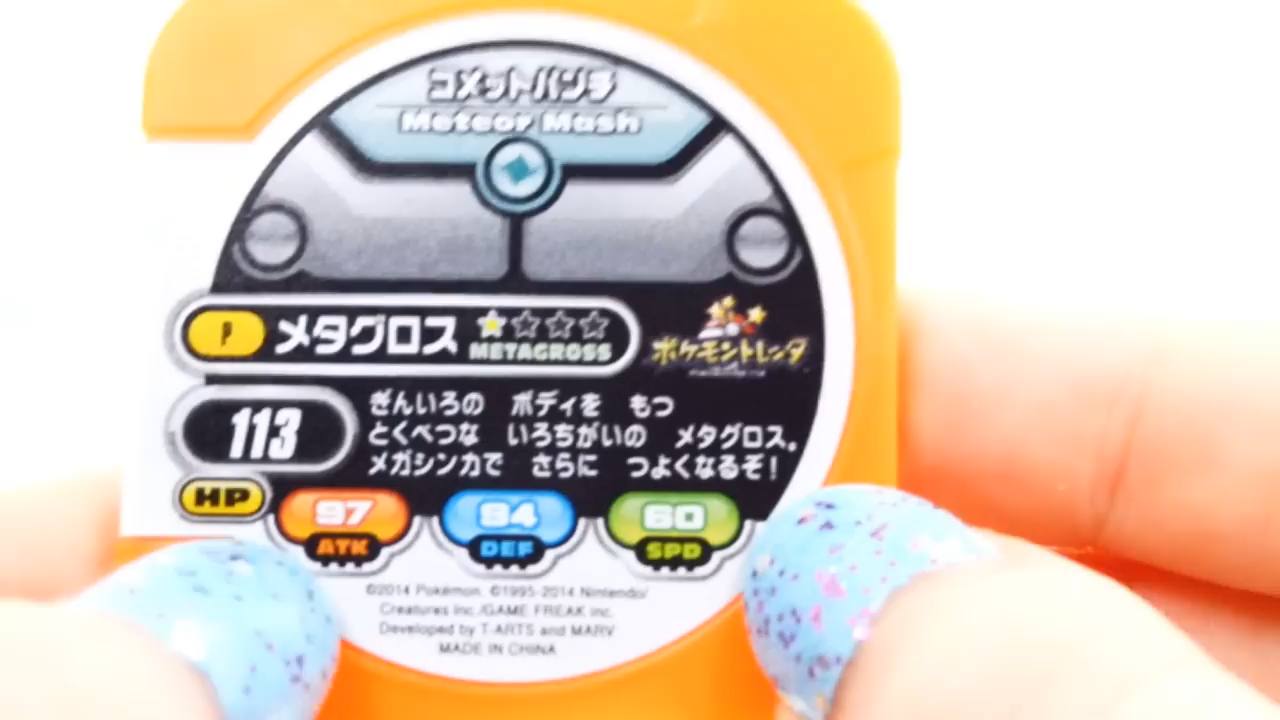 コメットパンチ
Meteor Mash
P メタグロス
METAGROSS
ポケモントレッタ
113
ぎんいろの ボディを もつ
とくべつな いろちがいの メタグロス。
メガシンカで さらに つよくなるぞ！
HP
97 94 60
ATK DEF SPD
©2014 Pokémon. ©1995-2014 Nintendo/
Creatures Inc./GAME FREAK inc.
Developed by T-ARTS and MARV
MADE IN CHINA